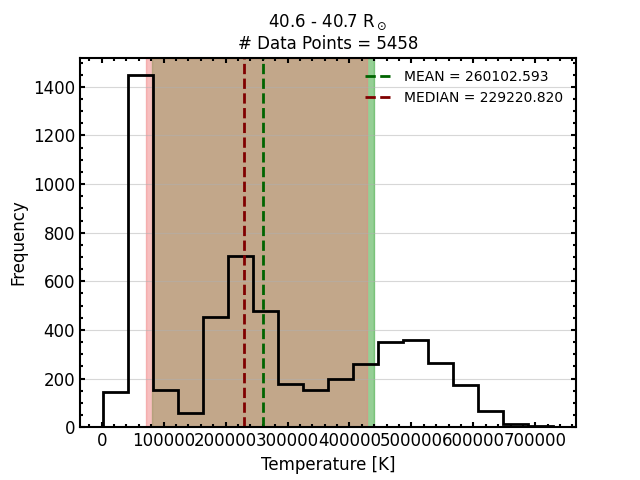 40.6 - 40.7 R⊙
# Data Points = 5458
MEAN = 260102.593
MEDIAN = 229220.820
Frequency
1400
1200
1000
800
600
400
200
0
0 100000 200000 300000 400000 500000 600000 700000
Temperature [K]